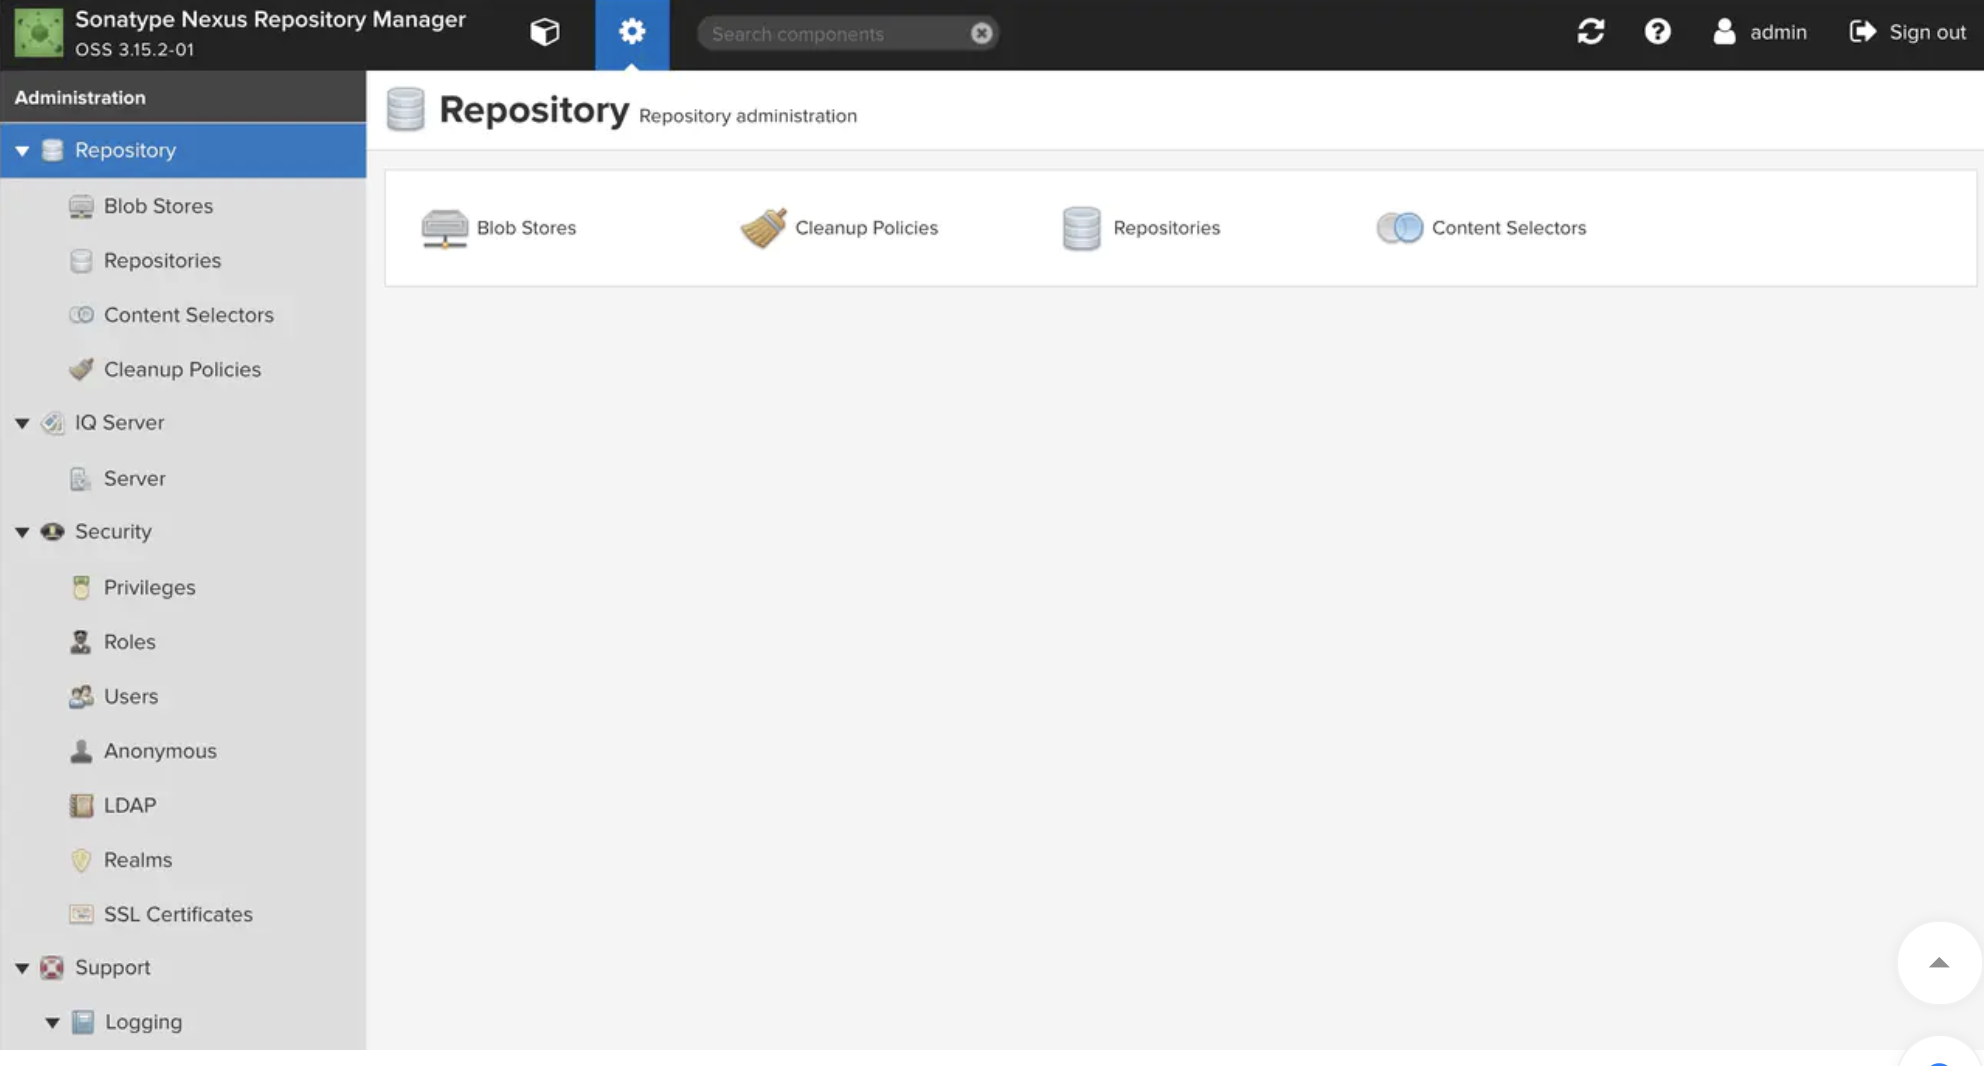 Sonatype Nexus Repository Manager
OSS 3.15.2-01
Search components
admin
Sign out
Administration
Repository
Blob Stores
Repositories
Content Selectors
Cleanup Policies
IQ Server
Server
Security
Privileges
Roles
Users
Anonymous
LDAP
Realms
SSL Certificates
Support
Logging
Repository Repository administration
Blob Stores
Cleanup Policies
Repositories
Content Selectors